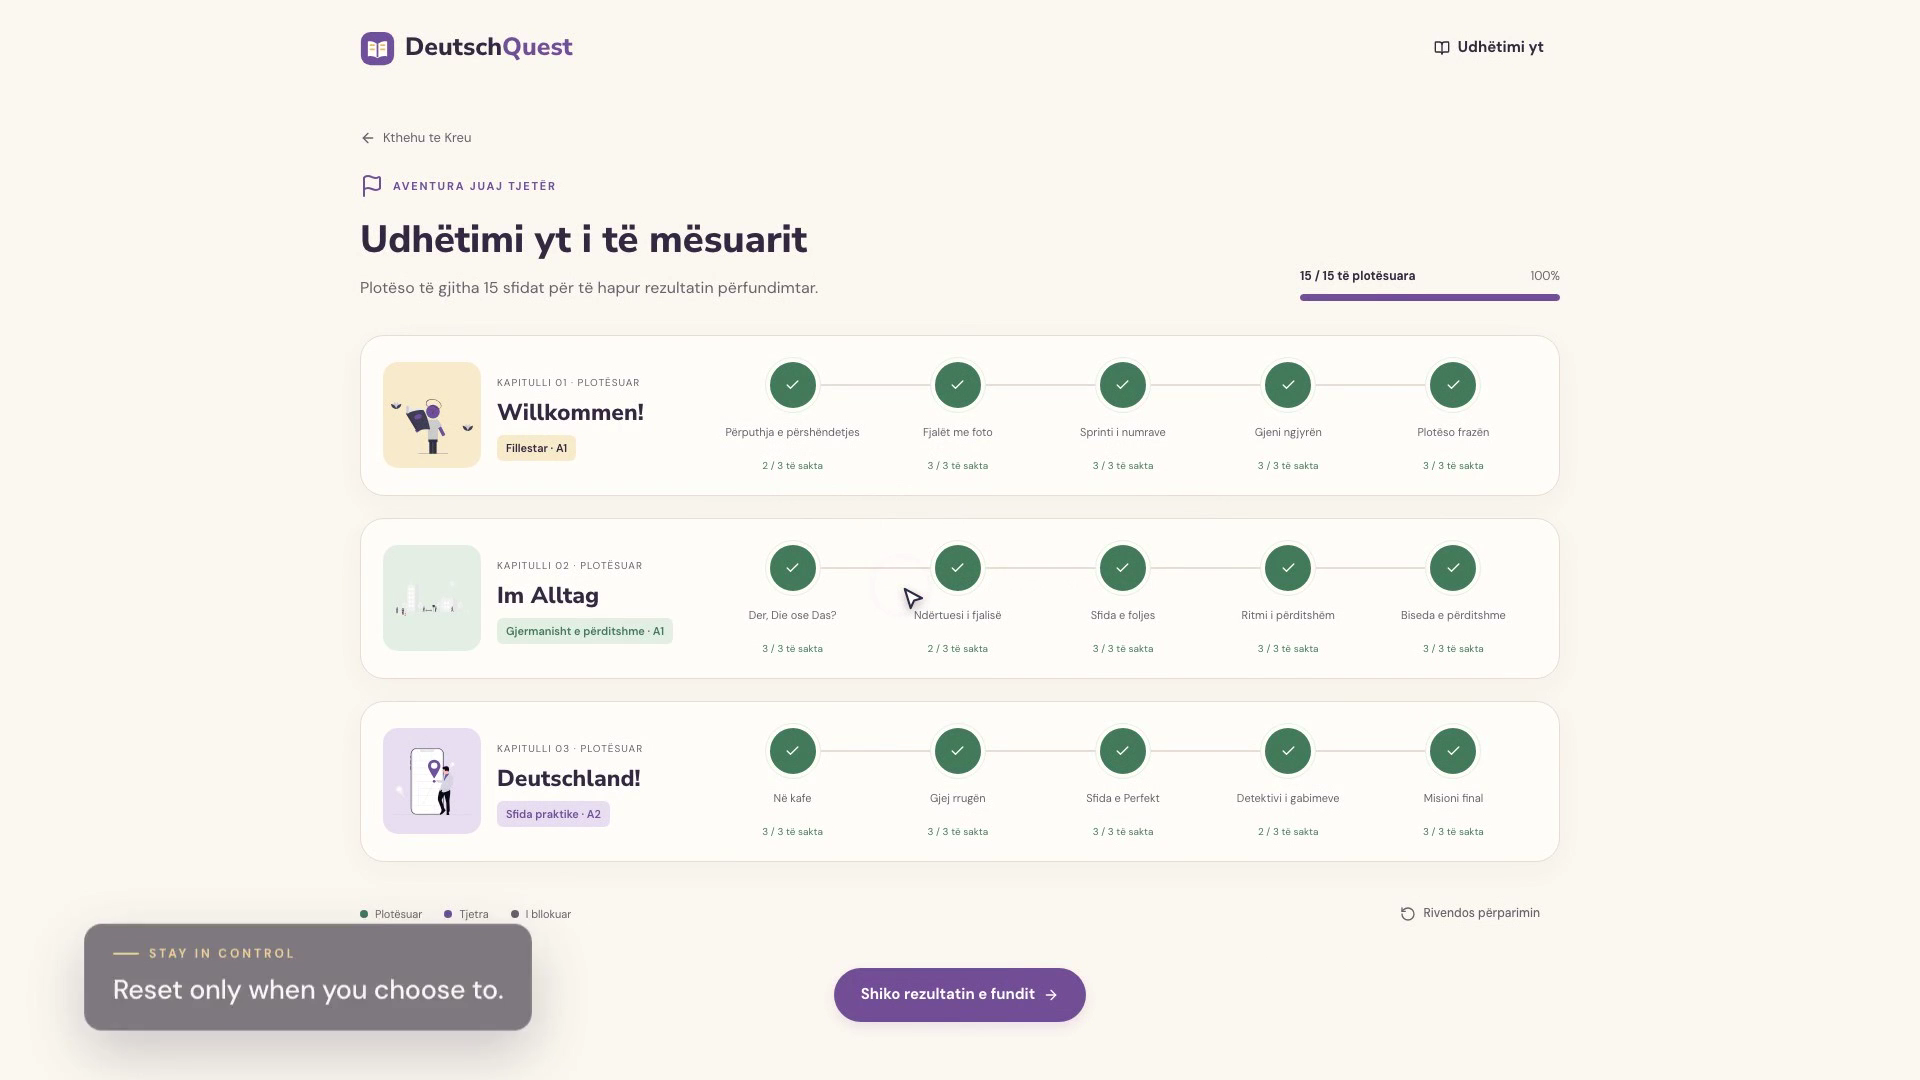 DeutschQuest
Udhëtimi yt
Kthehu te Kreu
AVENTURA JUAJ TJETËR
Udhëtimi yt i të mësuarit
Plotëso të gjitha 15 sfidat për të hapur rezultatin përfundimtar.
15 / 15 të plotësuara
100%
KAPITULLI 01 · PLOTËSUAR
Willkommen!
Fillestar · A1
Përputhja e përshëndetjes
Fjalët me foto
Sprinti i numrave
Gjeni ngjyrën
Plotëso frazën
2 / 3 të sakta
3 / 3 të sakta
3 / 3 të sakta
3 / 3 të sakta
3 / 3 të sakta
KAPITULLI 02 · PLOTËSUAR
Im Alltag
Gjermanisht e përditshme · A1
Der, Die ose Das?
Ndërtuesi i fjalisë
Sfida e foljes
Ritmi i përditshëm
Biseda e përditshme
3 / 3 të sakta
2 / 3 të sakta
3 / 3 të sakta
3 / 3 të sakta
3 / 3 të sakta
KAPITULLI 03 · PLOTËSUAR
Deutschland!
Sfida praktike · A2
Në kafe
Gjej rrugën
Sfida e Perfekt
Detektivi i gabimeve
Misioni final
3 / 3 të sakta
3 / 3 të sakta
3 / 3 të sakta
2 / 3 të sakta
3 / 3 të sakta
Plotësuar
Tjetra
I bllokuar
Rivendos përparimin
STAY IN CONTROL
Reset only when you choose to.
Shiko rezultatin e fundit